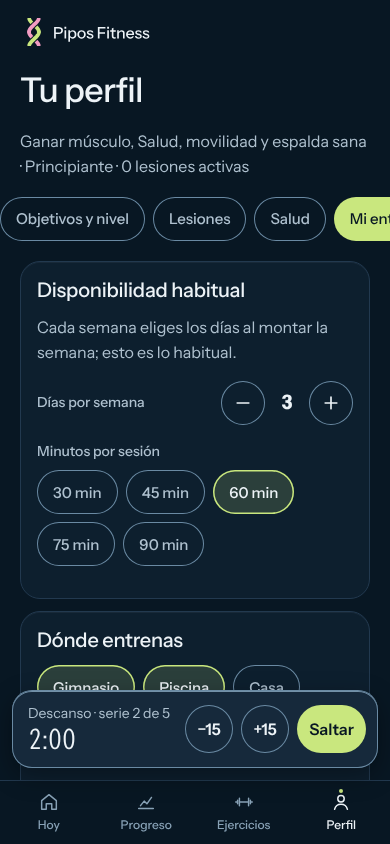 Pipos Fitness
Tu perfil
Ganar músculo, Salud, movilidad y espalda sana
· Principiante · 0 lesiones activas
Objetivos y nivel
Lesiones
Salud
Mi ent
Disponibilidad habitual
Cada semana eliges los días al montar la
semana; esto es lo habitual.
Días por semana
− 3 +
Minutos por sesión
30 min
45 min
60 min
75 min
90 min
Dónde entrenas
Gimnasio
Piscina
Casa
Descanso · serie 2 de 5
2:00
−15
+15
Saltar
Hoy
Progreso
Ejercicios
Perfil